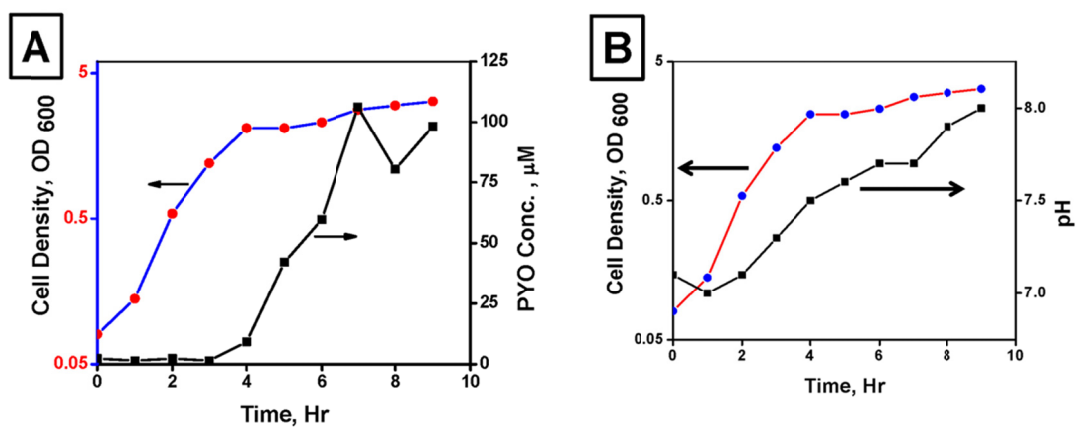 A
B
Cell Density, OD 600
5
0.5
0.05
125
100
75
50
25
0
PYO Conc., µM
0 2 4 6 8 10
Time, Hr
Cell Density, OD 600
5
0.5
0.05
8.0
7.5
7.0
pH
0 2 4 6 8 10
Time, Hr